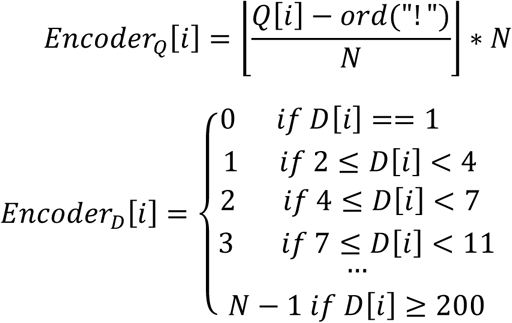 Encoder_Q[i] = ⌊(Q[i] − ord("!")) / N⌋ * N
Encoder_D[i] = {
0 if D[i] == 1
1 if 2 ≤ D[i] < 4
2 if 4 ≤ D[i] < 7
3 if 7 ≤ D[i] < 11
...
N − 1 if D[i] ≥ 200